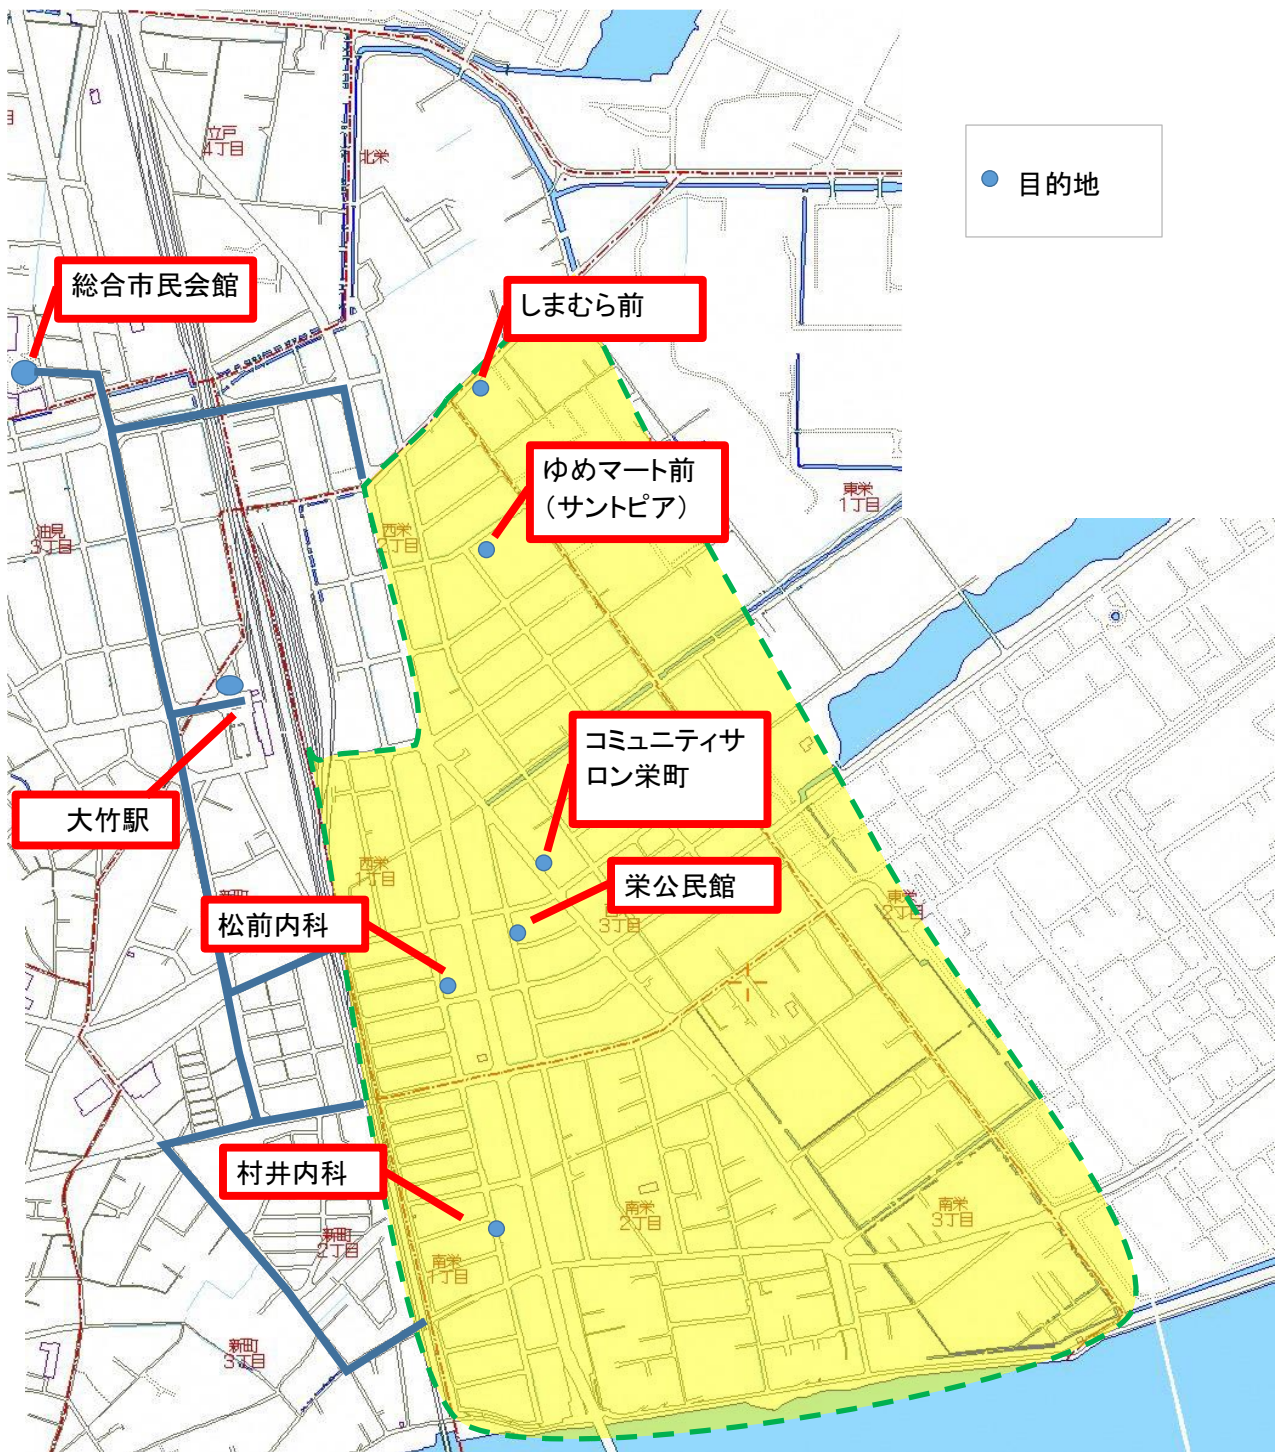 立戸
4丁目
北栄
目的地
総合市民会館
しまむら前
ゆめマート前
（サントピア）
東栄
1丁目
油見
3丁目
西栄
2丁目
コミュニティサ
ロン栄町
大竹駅
西栄
1丁目
栄公民館
3丁目
東栄
2丁目
松前内科
村井内科
南栄
2丁目
南栄
3丁目
新町
2丁目
南栄
1丁目
新町
3丁目